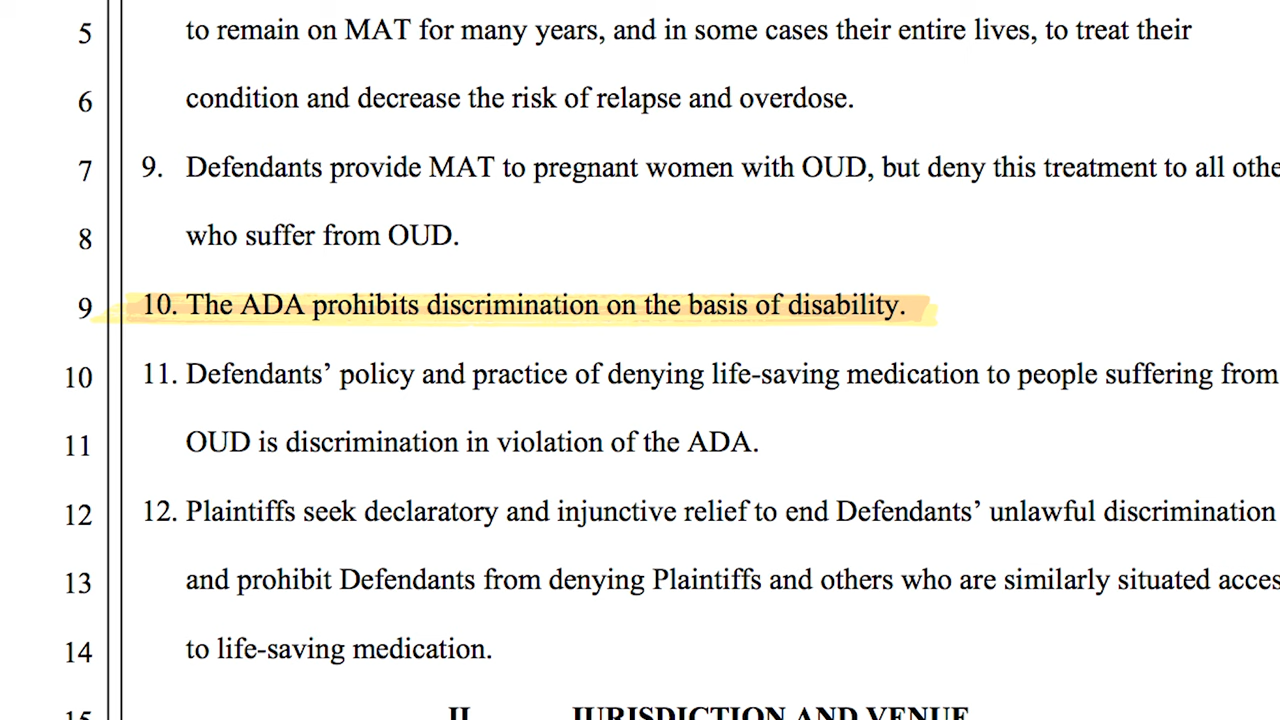 5 to remain on MAT for many years, and in some cases their entire lives, to treat their
6 condition and decrease the risk of relapse and overdose.
7 9. Defendants provide MAT to pregnant women with OUD, but deny this treatment to all othe
8 who suffer from OUD.
9 10. The ADA prohibits discrimination on the basis of disability.
10 11. Defendants’ policy and practice of denying life-saving medication to people suffering from
11 OUD is discrimination in violation of the ADA.
12 12. Plaintiffs seek declaratory and injunctive relief to end Defendants’ unlawful discrimination
13 and prohibit Defendants from denying Plaintiffs and others who are similarly situated acces
14 to life-saving medication.
15 II. JURISDICTION AND VENUE